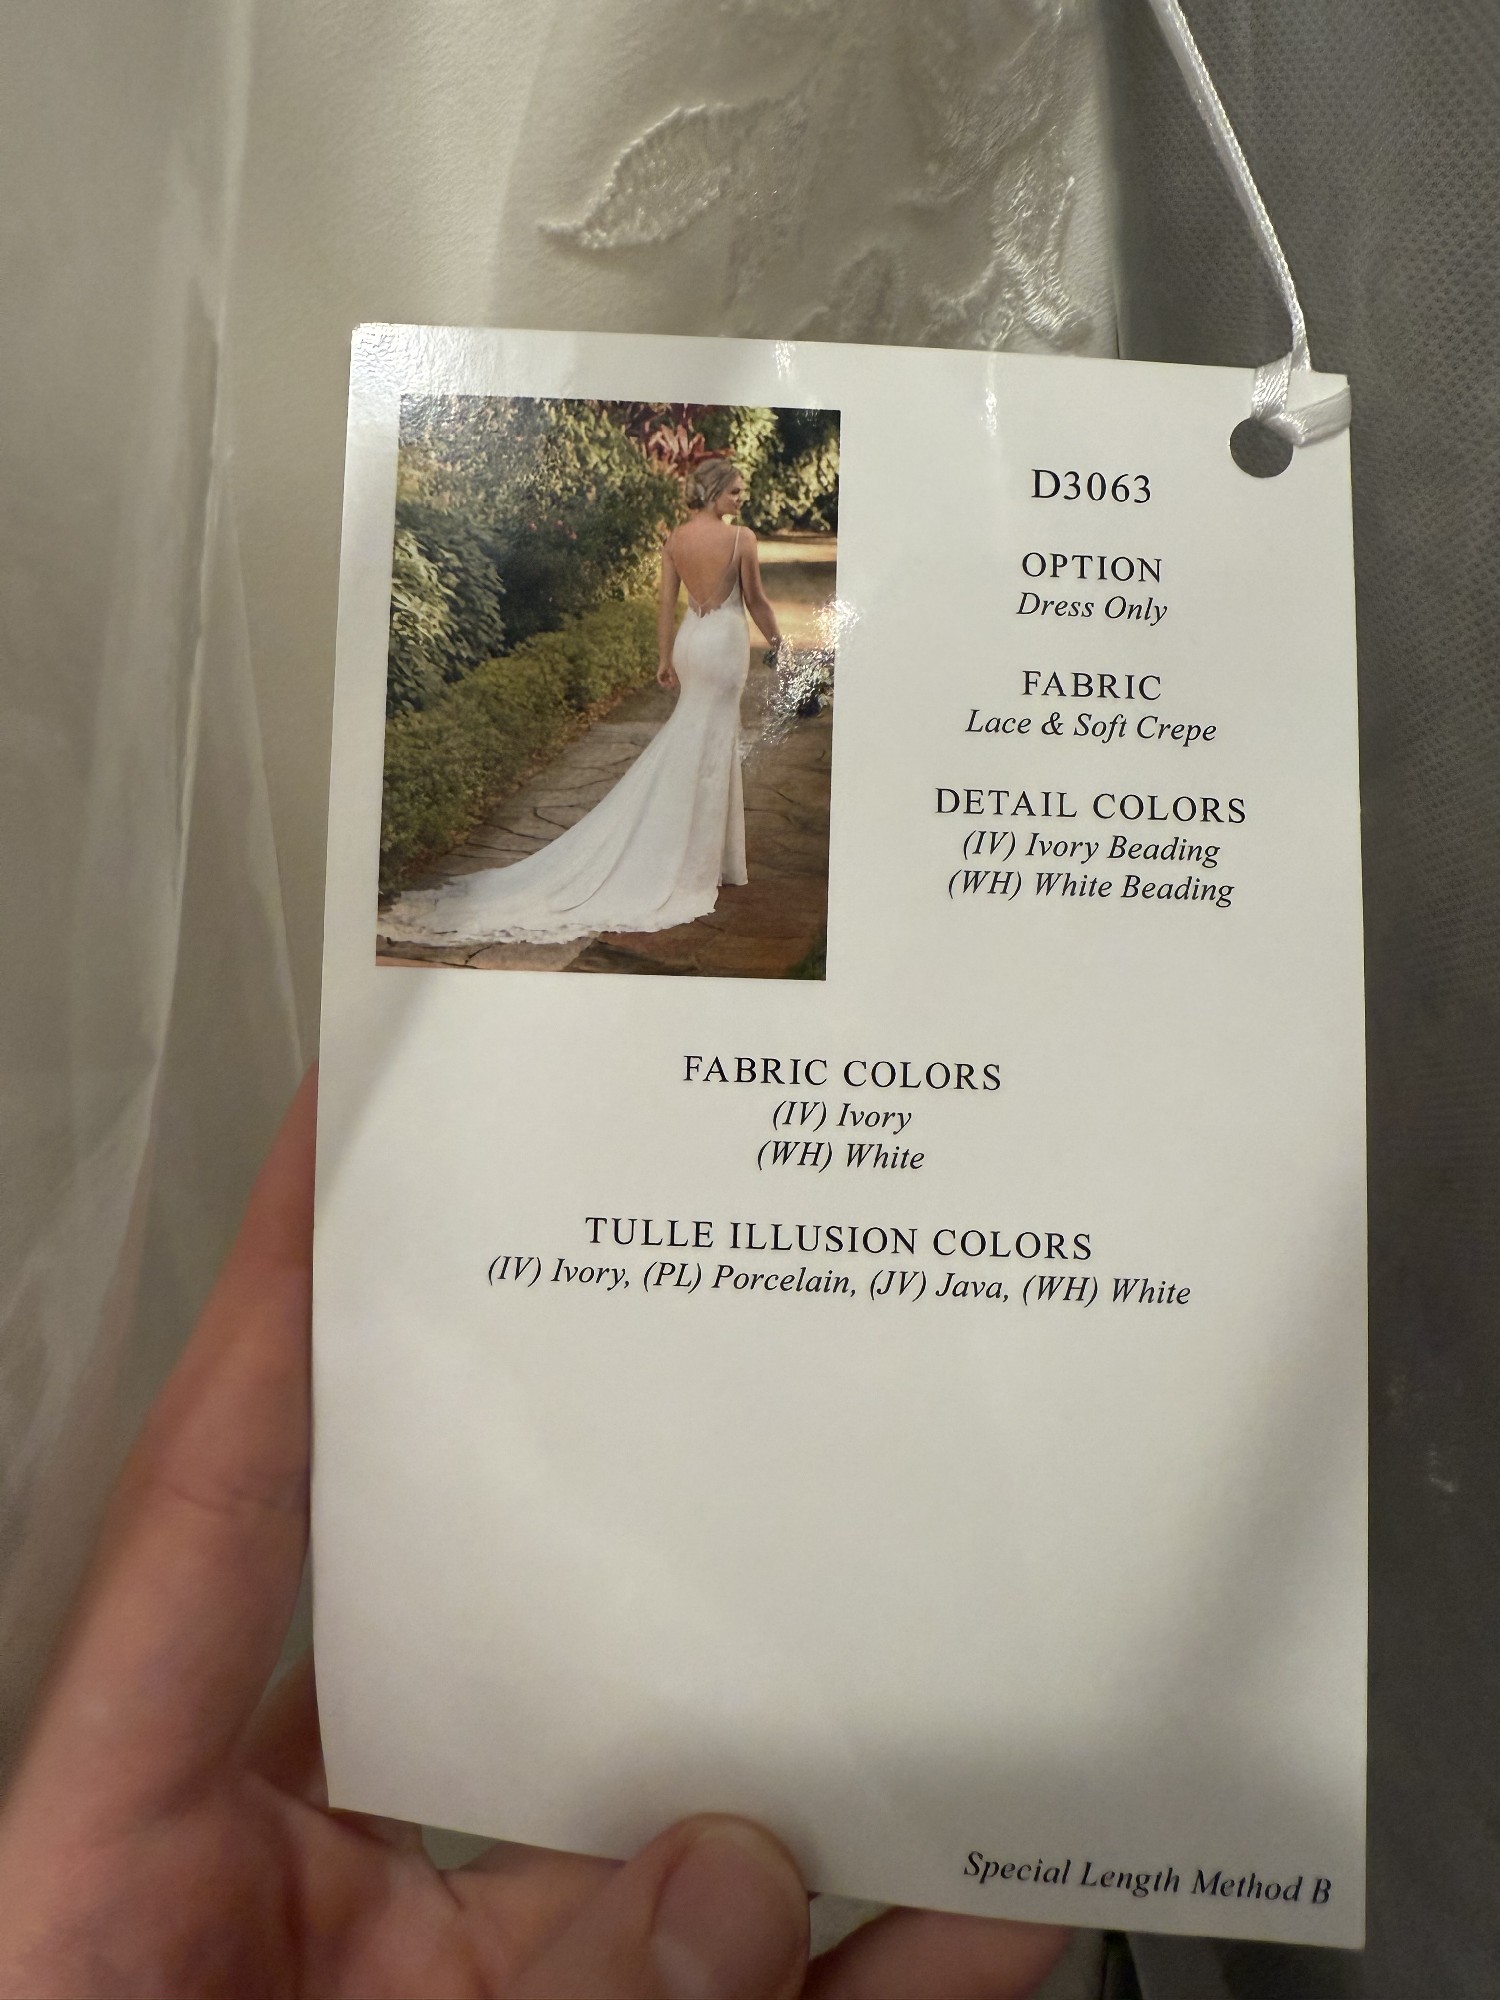 D3063
OPTION
Dress Only
FABRIC
Lace & Soft Crepe
DETAIL COLORS
(IV) Ivory Beading
(WH) White Beading
FABRIC COLORS
(IV) Ivory
(WH) White
TULLE ILLUSION COLORS
(IV) Ivory, (PL) Porcelain, (JV) Java, (WH) White
Special Length Method B